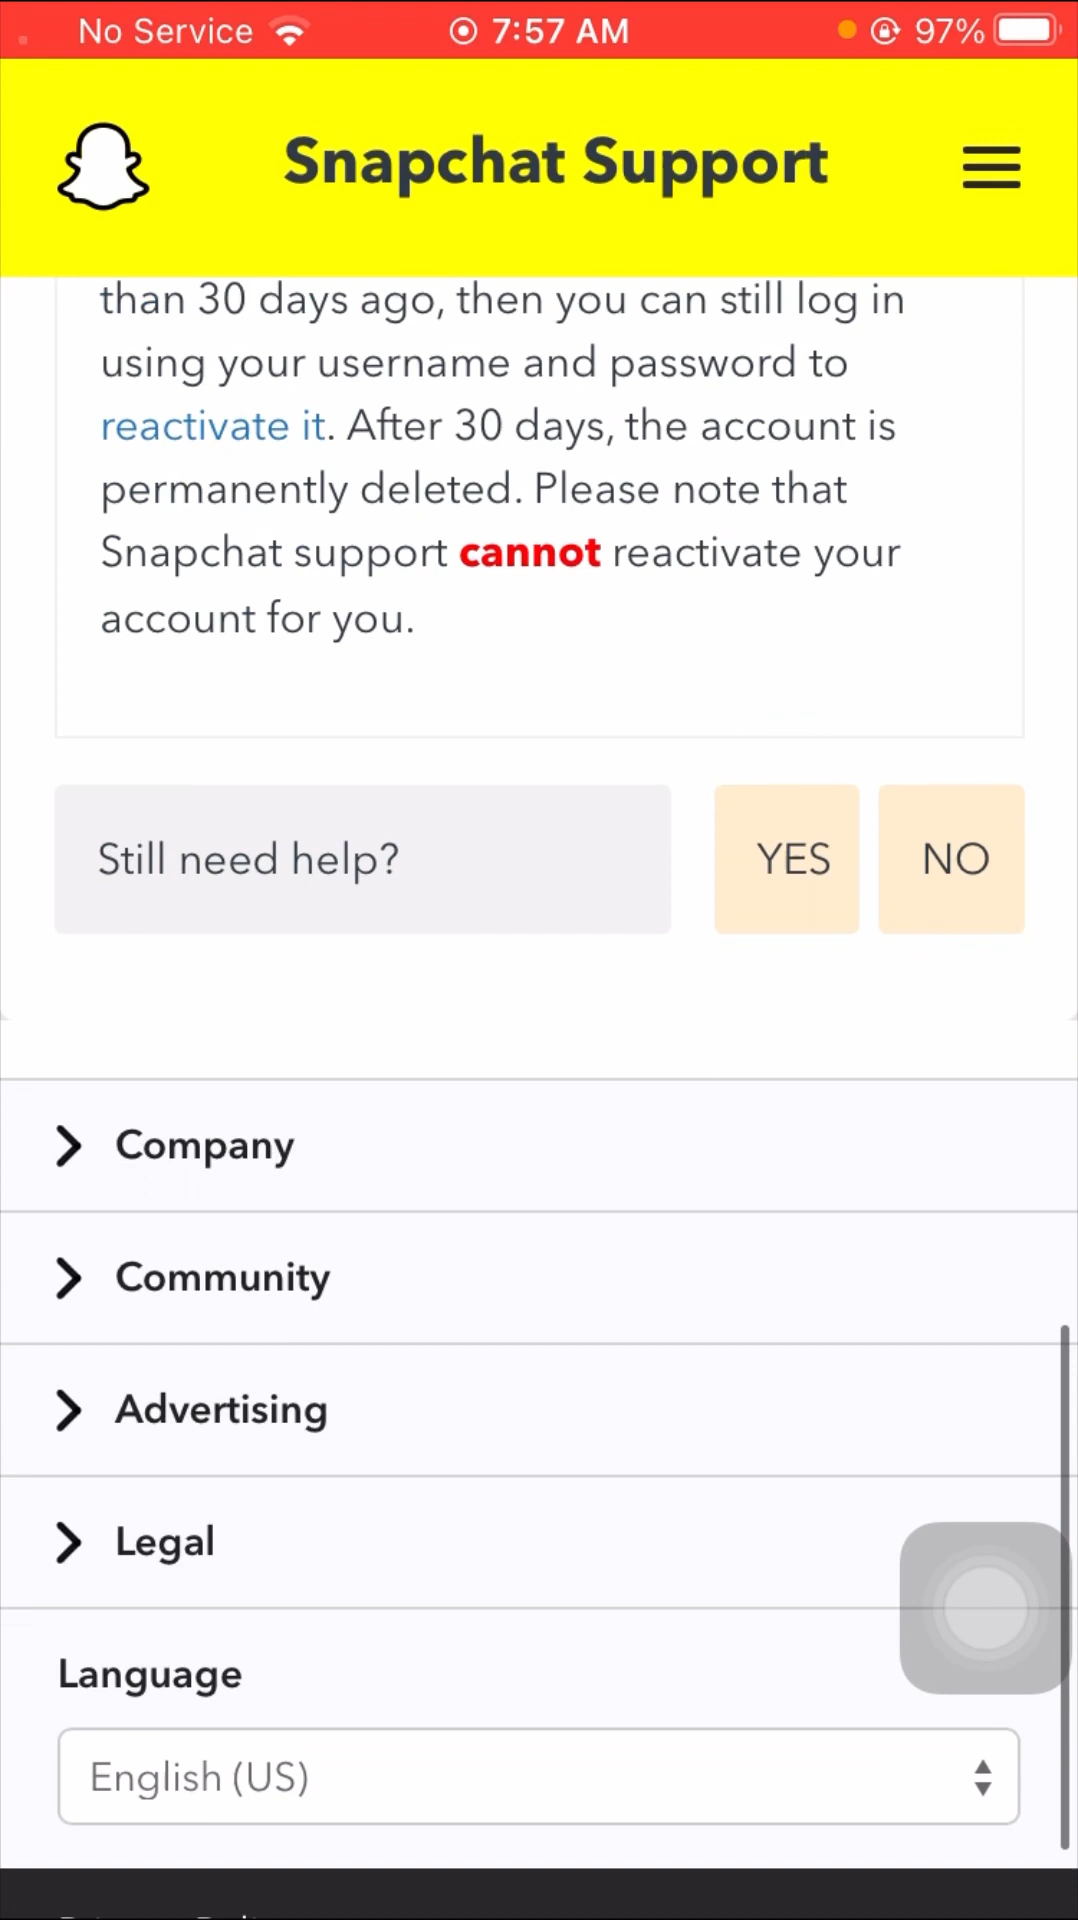 No Service 7:57 AM 97%
Snapchat Support
than 30 days ago, then you can still log in
using your username and password to
reactivate it. After 30 days, the account is
permanently deleted. Please note that
Snapchat support cannot reactivate your
account for you.
Still need help? YES NO
Company
Community
Advertising
Legal
Language
English (US)